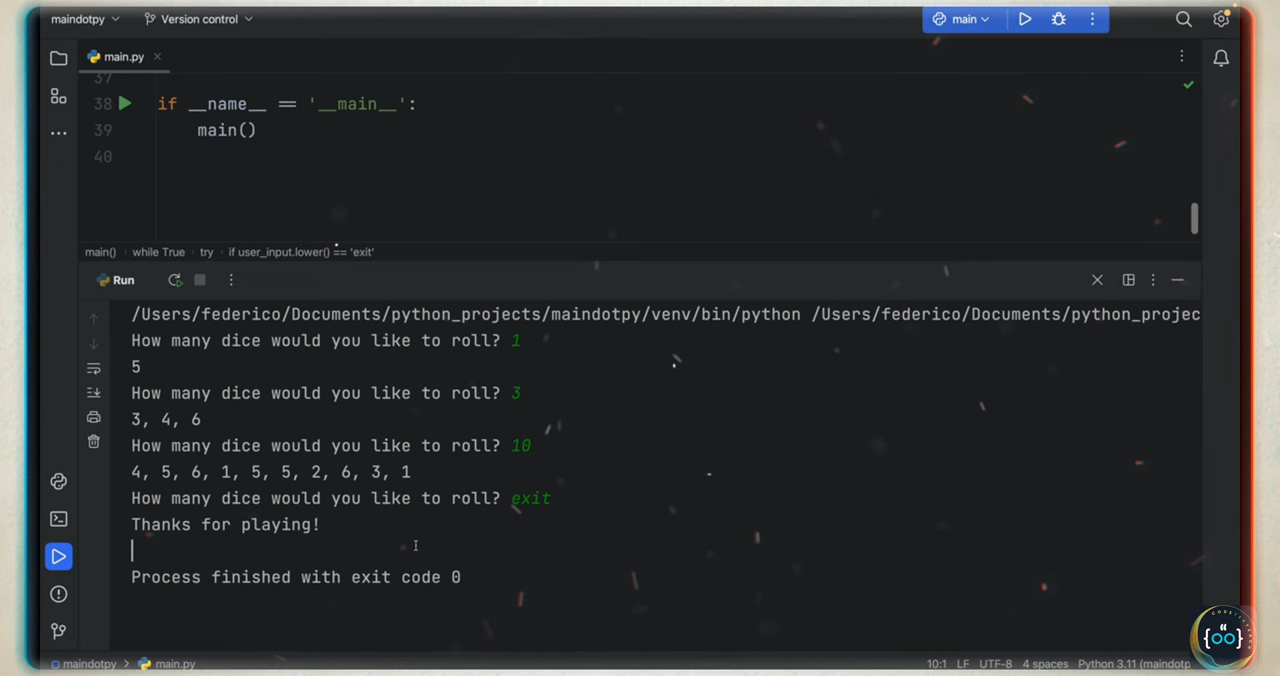 maindotpy Version control main
main.py
37
38 if __name__ == '__main__':
39 main()
40
main() while True try if user_input.lower() == 'exit'
Run
/Users/federico/Documents/python_projects/maindotpy/venv/bin/python /Users/federico/Documents/python_projec
How many dice would you like to roll? 1
5
How many dice would you like to roll? 3
3, 4, 6
How many dice would you like to roll? 10
4, 5, 6, 1, 5, 5, 2, 6, 3, 1
How many dice would you like to roll? exit
Thanks for playing!
Process finished with exit code 0
maindotpy main.py 10:1 LF UTF-8 4 spaces Python 3.11 (maindotp